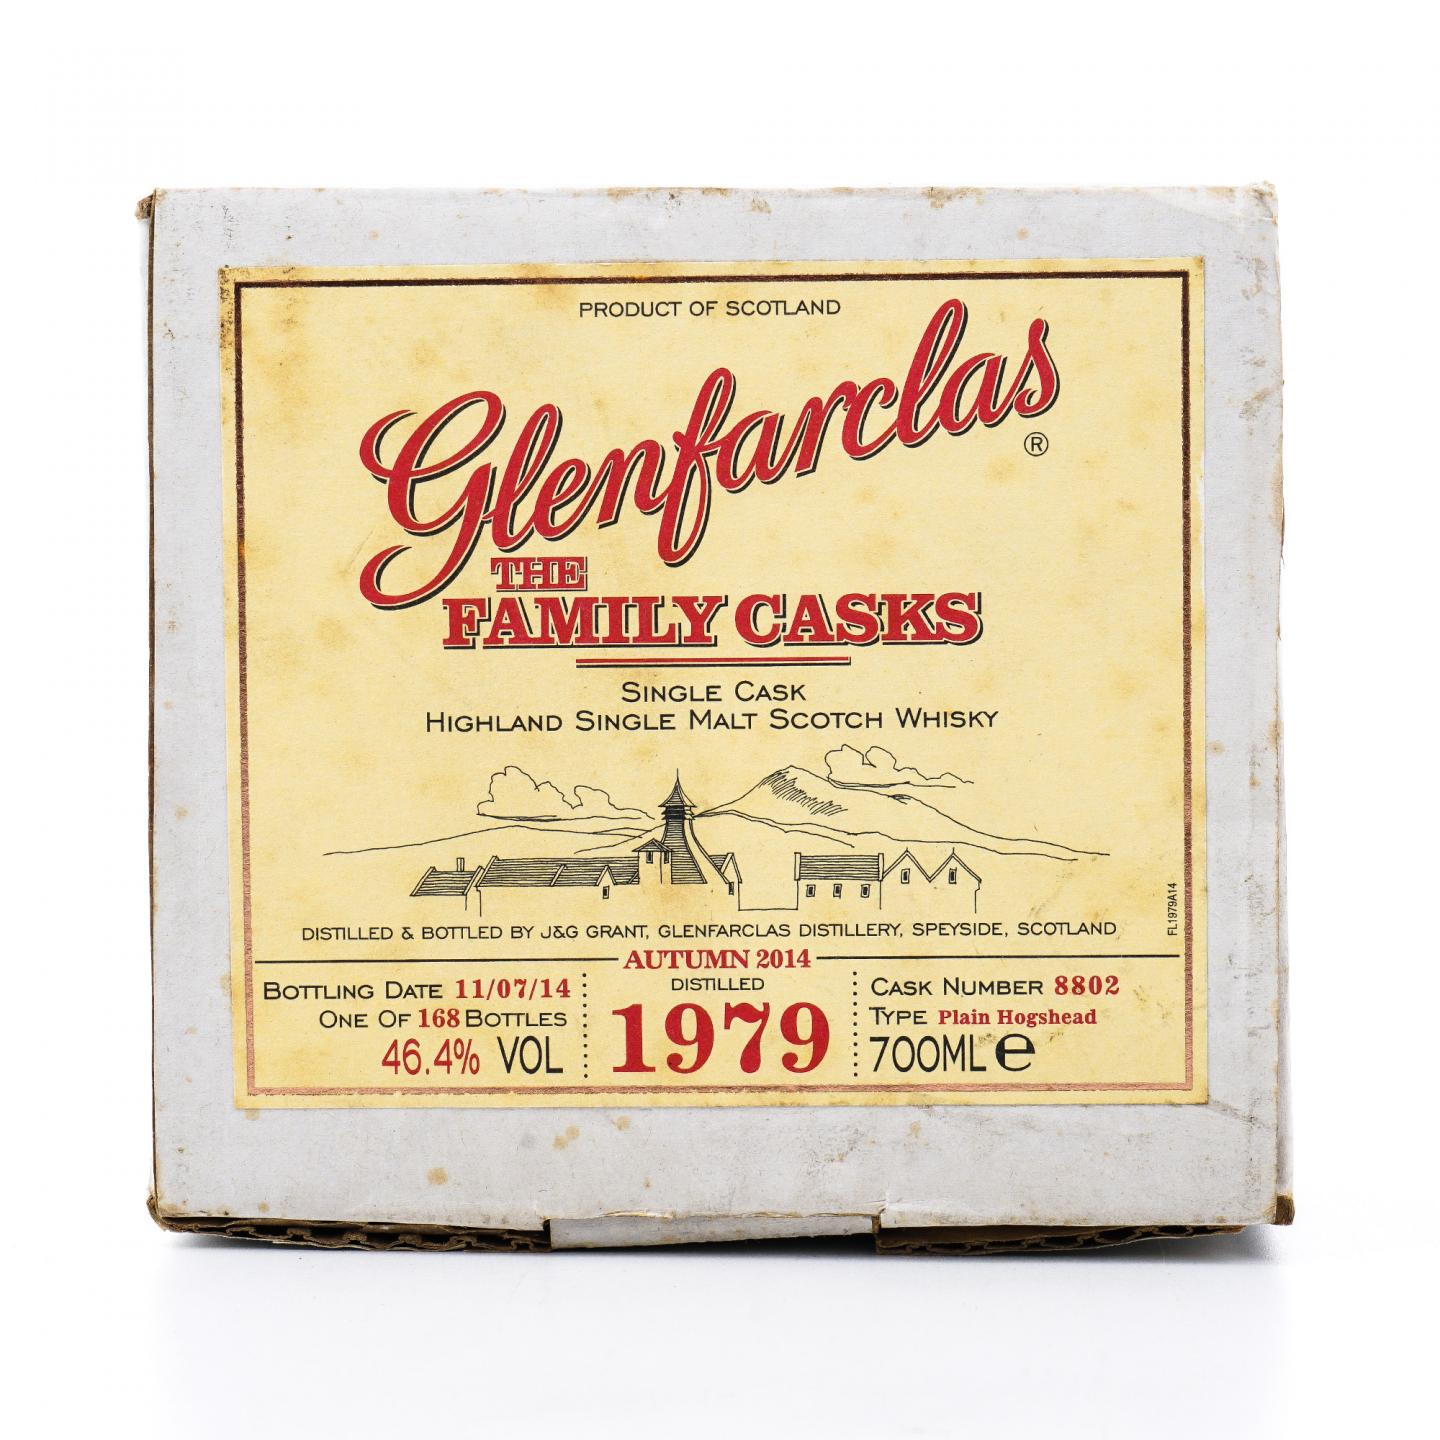 PRODUCT OF SCOTLAND
Glenfarclas ®
THE
FAMILY CASKS
SINGLE CASK
HIGHLAND SINGLE MALT SCOTCH WHISKY
FL1979A14
DISTILLED & BOTTLED BY J&G GRANT, GLENFARCLAS DISTILLERY, SPEYSIDE, SCOTLAND
AUTUMN 2014
BOTTLING DATE 11/07/14
ONE OF 168 BOTTLES
46.4% VOL
DISTILLED
1979
CASK NUMBER 8802
TYPE Plain Hogshead
700ML e